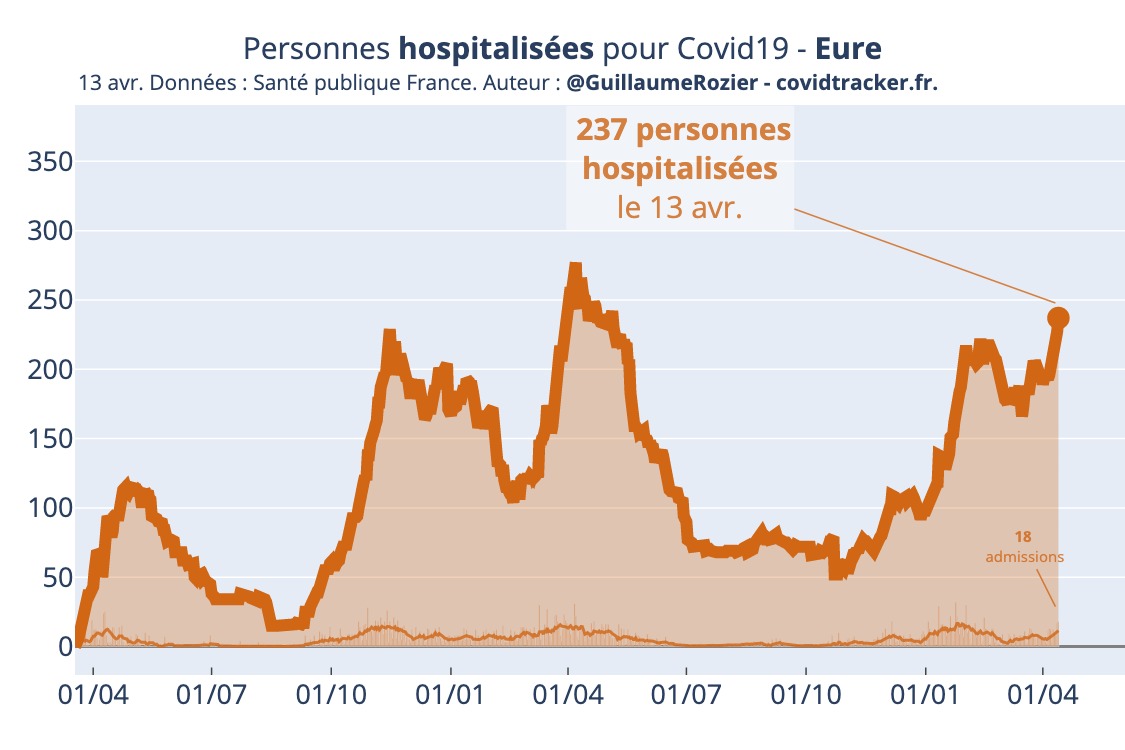 Personnes hospitalisées pour Covid19 - Eure
13 avr. Données : Santé publique France. Auteur : @GuillaumeRozier - covidtracker.fr.
237 personnes
hospitalisées
le 13 avr.
350
300
250
200
150
100
50
0
18
admissions
01/04 01/07 01/10 01/01 01/04 01/07 01/10 01/01 01/04